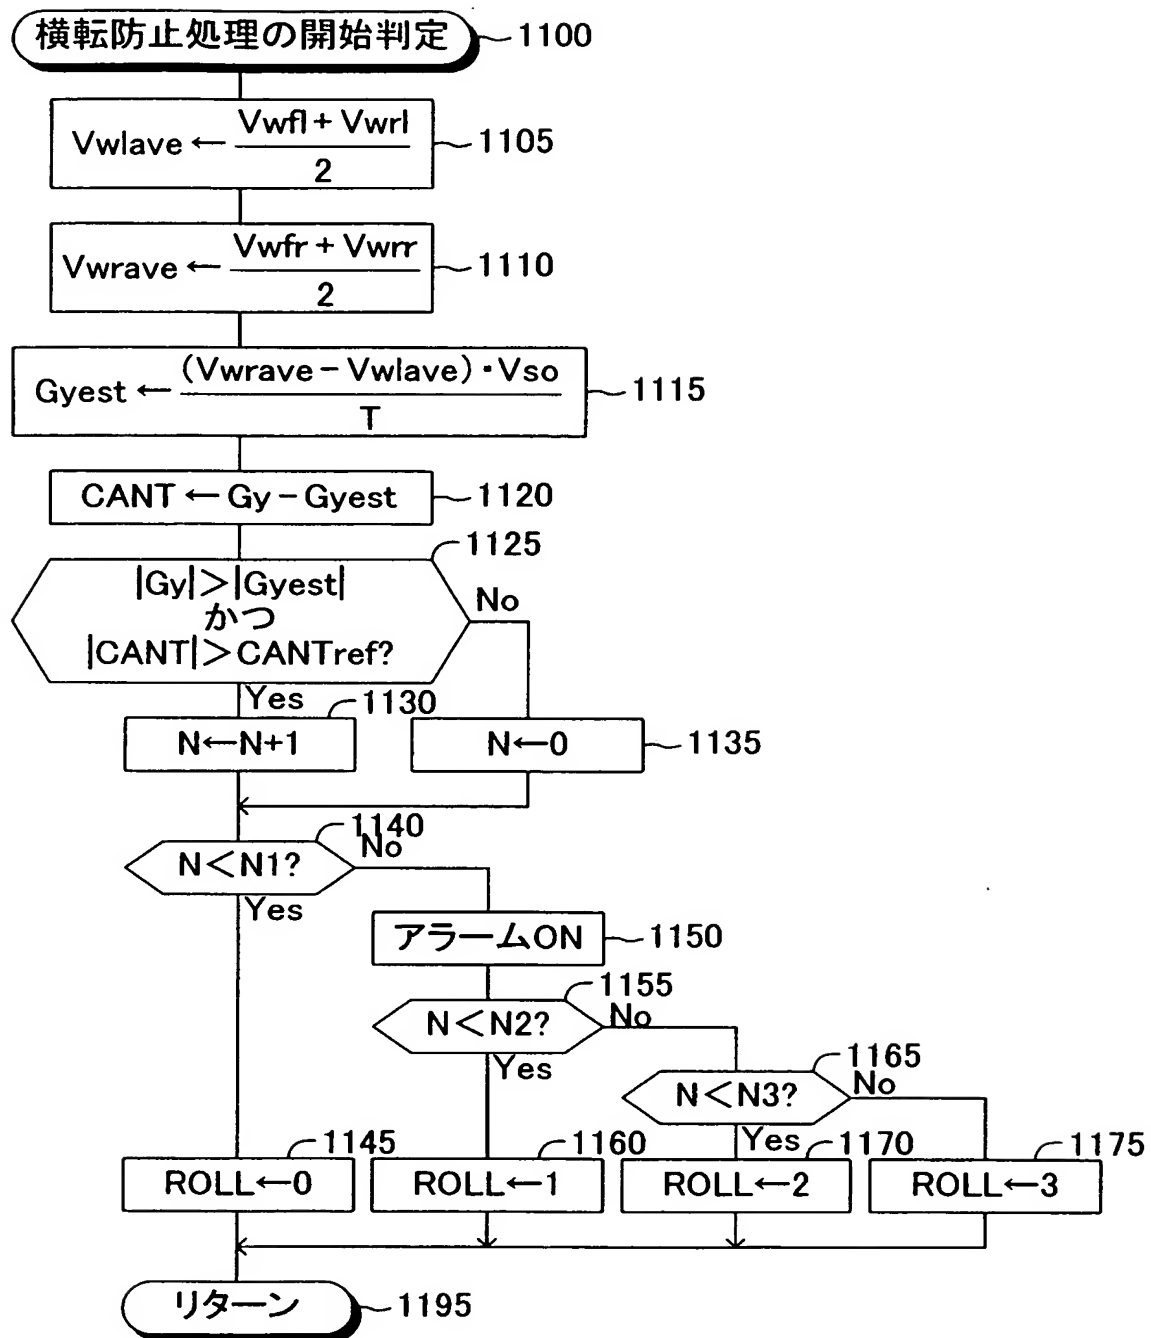 横転防止処理の開始判定
1100
Vwlave ← (Vwfl + Vwrl) / 2
1105
Vwrave ← (Vwfr + Vwrr) / 2
1110
Gyest ← (Vwrave - Vwlave)・Vso / T
1115
CANT ← Gy - Gyest
1120
1125
|Gy| > |Gyest|
かつ
|CANT| > CANTref?
No
Yes
1130
N←N+1
N←0
1135
1140
N<N1?
No
Yes
アラームON
1150
1155
N<N2?
No
Yes
1165
N<N3?
No
Yes
1145
ROLL←0
1160
ROLL←1
1170
ROLL←2
1175
ROLL←3
リターン
1195